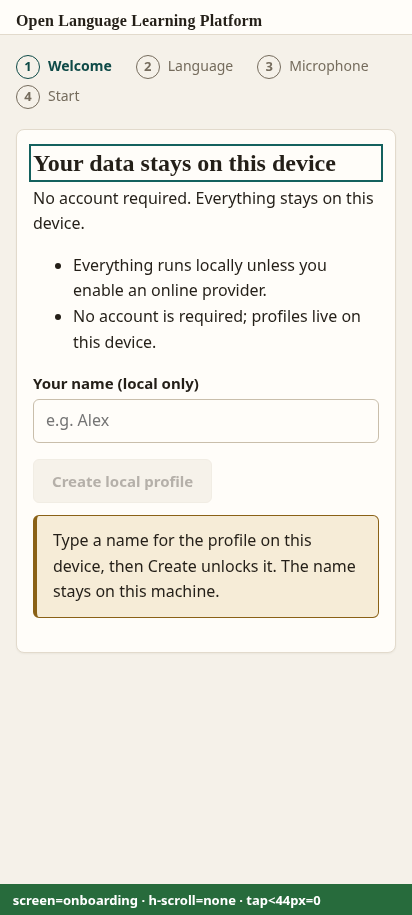 Open Language Learning Platform
1 Welcome 2 Language 3 Microphone
4 Start
Your data stays on this device
No account required. Everything stays on this
device.
• Everything runs locally unless you
enable an online provider.
• No account is required; profiles live on
this device.
Your name (local only)
e.g. Alex
Create local profile
Type a name for the profile on this
device, then Create unlocks it. The name
stays on this machine.
screen=onboarding · h-scroll=none · tap<44px=0